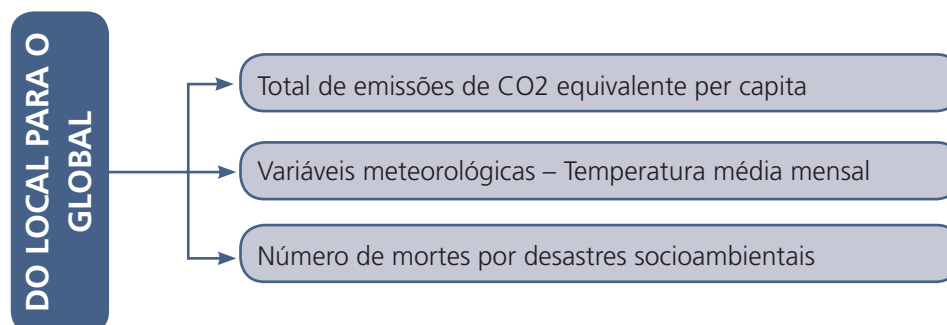 DO LOCAL PARA O
GLOBAL
Total de emissões de CO2 equivalente per capita
Variáveis meteorológicas – Temperatura média mensal
Número de mortes por desastres socioambientais